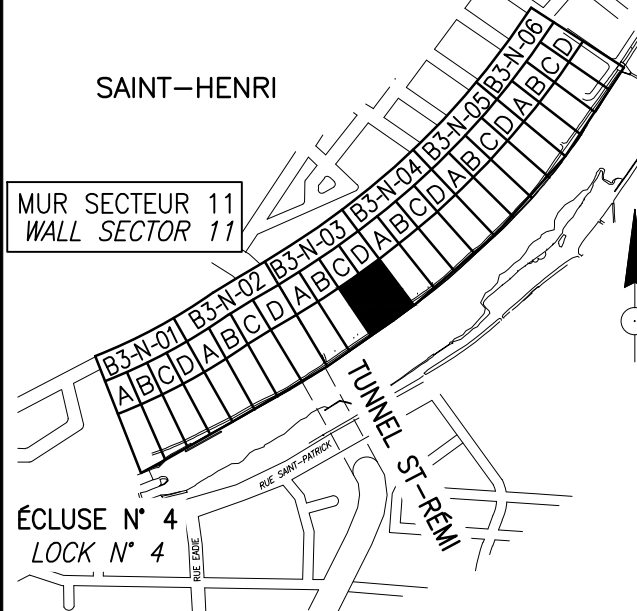 SAINT-HENRI
MUR SECTEUR 11
WALL SECTOR 11
B3-N-01
B3-N-02
B3-N-03
B3-N-04
B3-N-05
B3-N-06
A B C D A B C D A B C D A B C D A B C D A B C D
TUNNEL ST-RÉMI
RUE SAINT-PATRICK
RUE EADIE
ÉCLUSE N° 4
LOCK N° 4